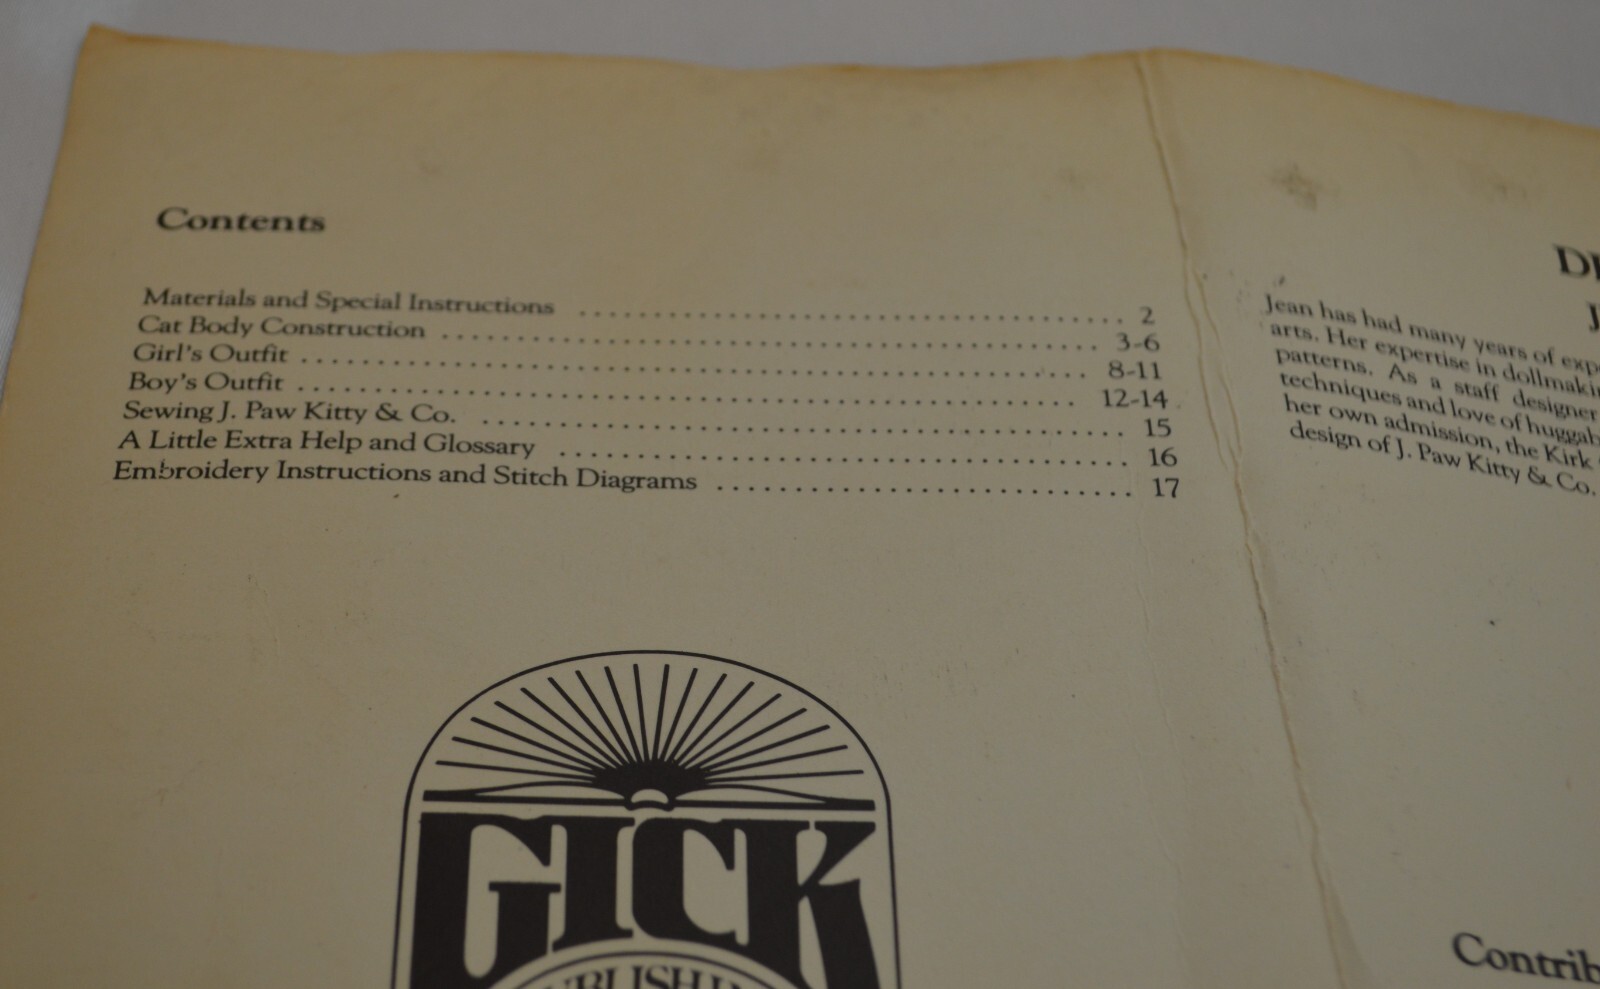 Contents
Materials and Special Instructions .......................................... 2
Cat Body Construction .......................................... 3-6
Girl's Outfit .......................................... 8-11
Boy's Outfit .......................................... 12-14
Sewing J. Paw Kitty & Co. .......................................... 15
A Little Extra Help and Glossary .......................................... 16
Embroidery Instructions and Stitch Diagrams .............................. 17
GICK
Jean has had many years of
arts. Her expertise in
patterns. As a staff designer
techniques and love of
her own admission, the Kirk
design of J. Paw Kitty & Co.